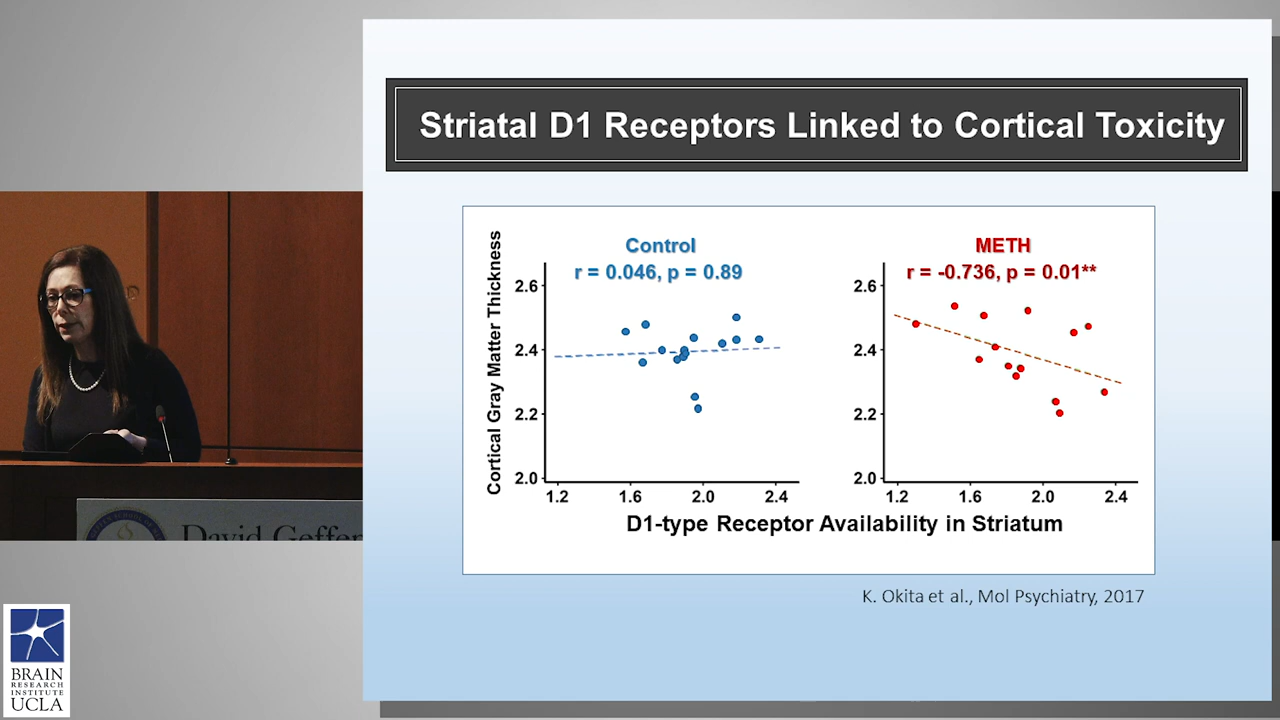 Striatal D1 Receptors Linked to Cortical Toxicity
Cortical Gray Matter Thickness
Control
r = 0.046, p = 0.89
2.6
2.4
2.2
2.0
1.2 1.6 2.0 2.4
METH
r = -0.736, p = 0.01**
2.6
2.4
2.2
2.0
1.2 1.6 2.0 2.4
D1-type Receptor Availability in Striatum
K. Okita et al., Mol Psychiatry, 2017
David
BRAIN
RESEARCH
INSTITUTE
UCLA